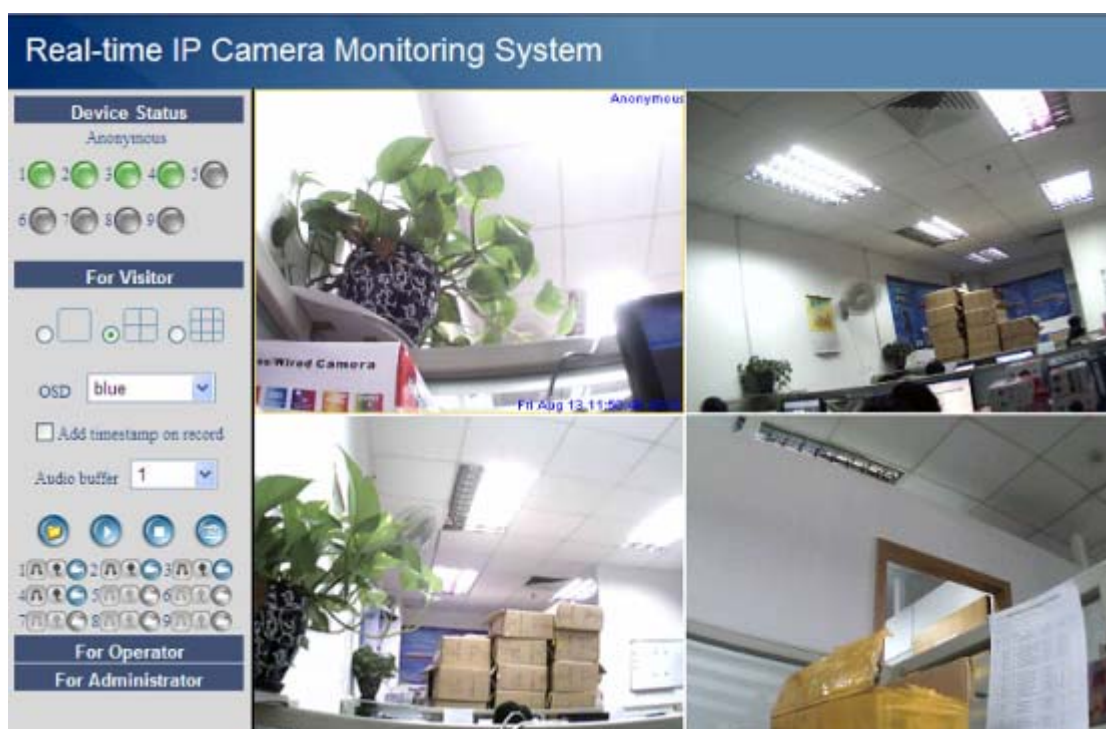 Real-time IP Camera Monitoring System
Device Status
Anonymous
1 2 3 4 5
6 7 8 9
For Visitor
OSD blue
Add timestamp on record
Audio buffer 1
1 2 3
4 5 6
7 8 9
For Operator
For Administrator
Anonymous
Wired Camera
Fri Aug 13